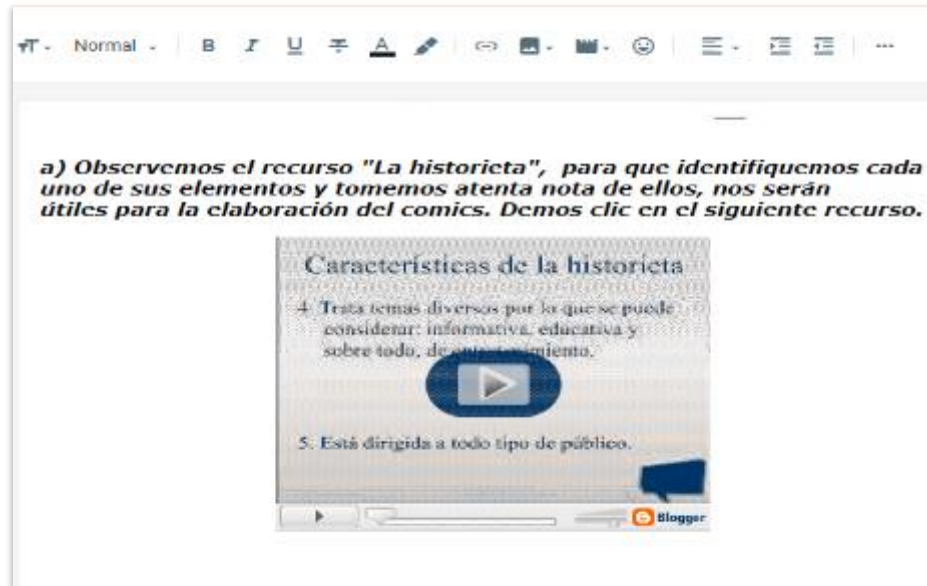 Normal
B I U A
a) Observemos el recurso "La historieta", para que identifiquemos cada
uno de sus elementos y tomemos atenta nota de ellos, nos serán
útiles para la elaboración del comics. Demos clic en el siguiente recurso.
Características de la historieta
4 Trata temas diversos por lo que se puede
considerar: informativa, educativa y
sobre todo, de entretenimiento.
5. Está dirigida a todo tipo de público.
Blogger